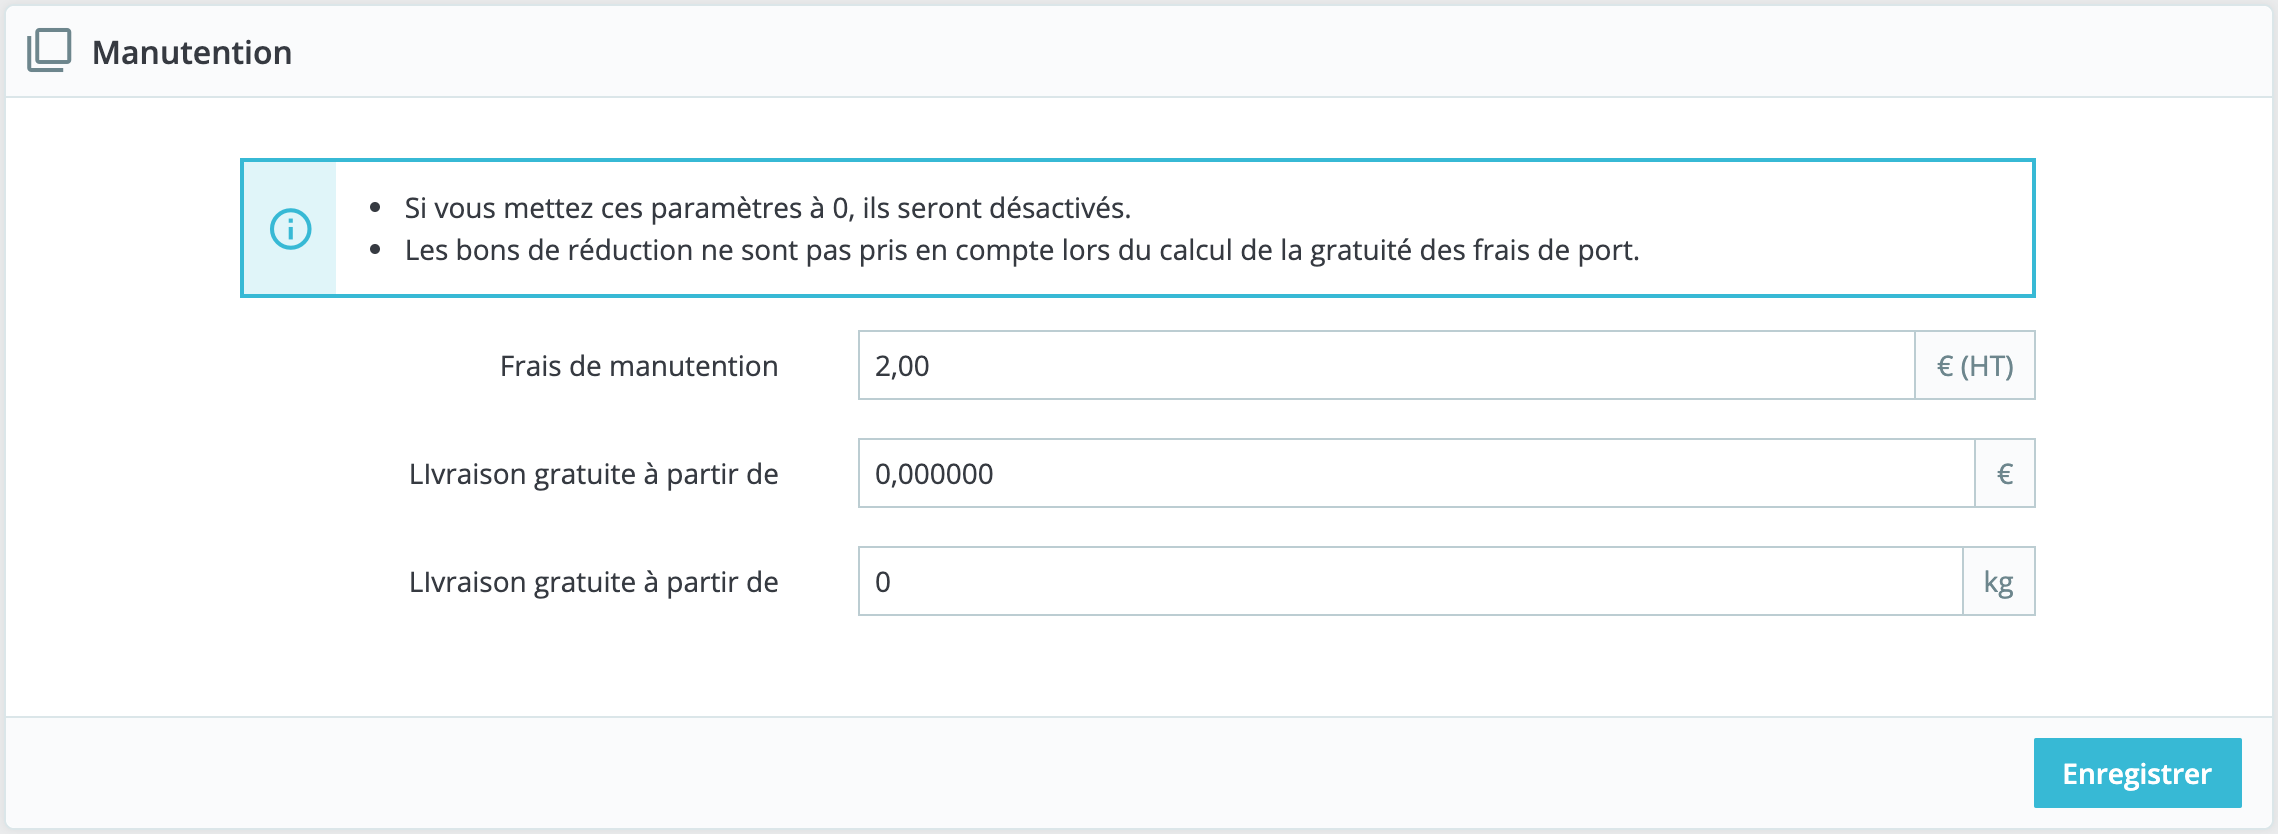 Manutention
• Si vous mettez ces paramètres à 0, ils seront désactivés.
• Les bons de réduction ne sont pas pris en compte lors du calcul de la gratuité des frais de port.
Frais de manutention 2,00 € (HT)
LIvraison gratuite à partir de 0,000000 €
LIvraison gratuite à partir de 0 kg
Enregistrer